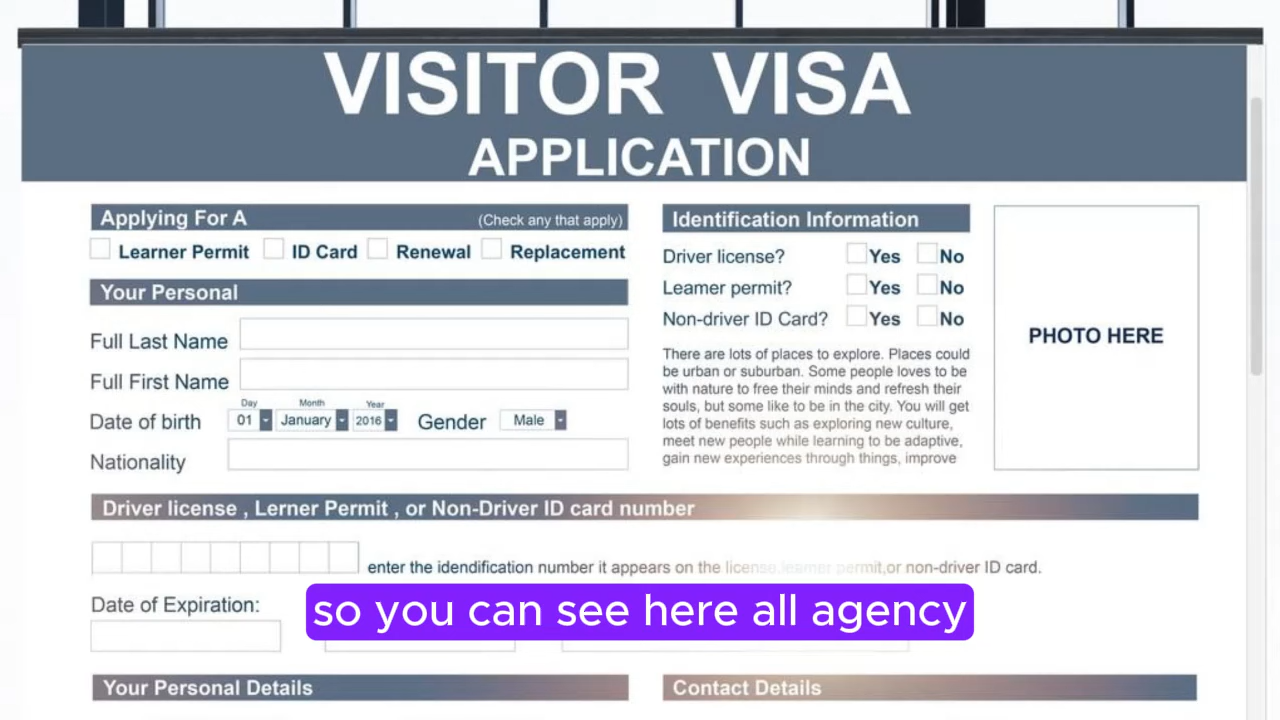 VISITOR VISA
APPLICATION
Applying For A (Check any that apply)
Learner Permit ID Card Renewal Replacement
Your Personal
Full Last Name
Full First Name
Day Month Year
Date of birth 01 January 2016 Gender Male
Nationality
Identification Information
Driver license? Yes No
Leamer permit? Yes No
Non-driver ID Card? Yes No
There are lots of places to explore. Places could
be urban or suburban. Some people loves to be
with nature to free their minds and refresh their
souls, but some like to be in the city. You will get
lots of benefits such as exploring new culture,
meet new people while learning to be adaptive,
gain new experiences through things, improve
PHOTO HERE
Driver license , Lerner Permit , or Non-Driver ID card number
enter the idendification number it appears on the license,learner permit,or non-driver ID card.
Date of Expiration:
so you can see here all agency
Your Personal Details
Contact Details